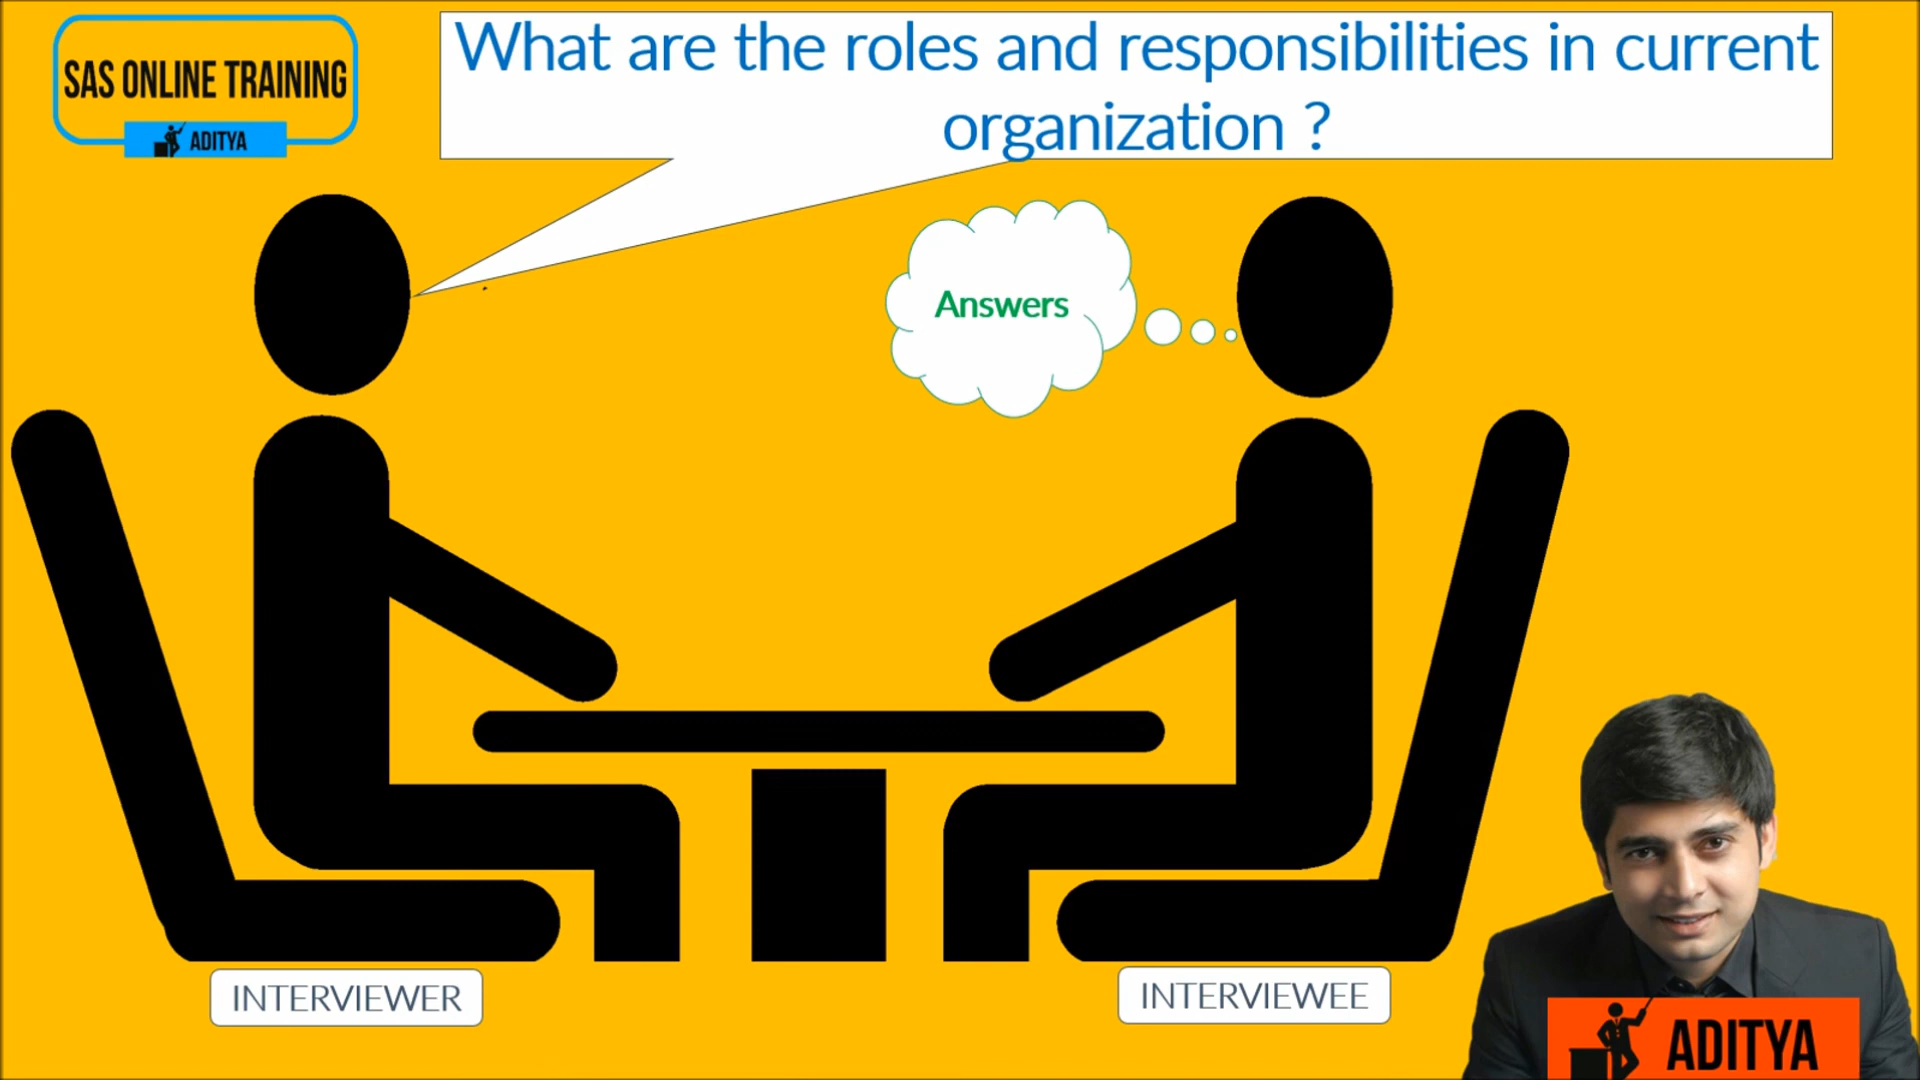 SAS ONLINE TRAINING
ADITYA
What are the roles and responsibilities in current
organization ?
Answers
INTERVIEWER
INTERVIEWEE
ADITYA